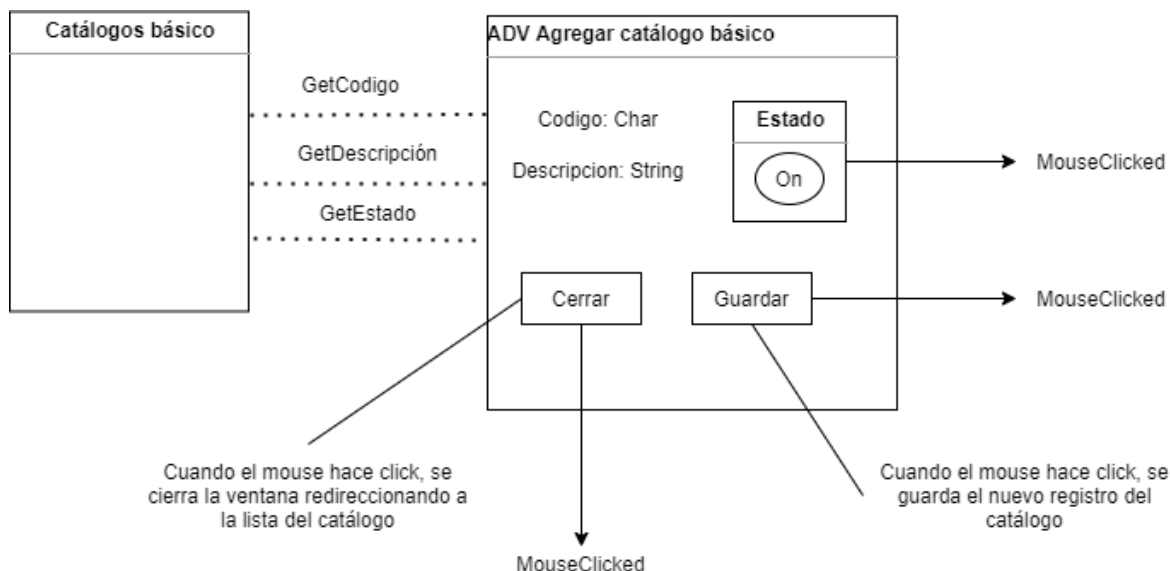 Catálogos básico
ADV Agregar catálogo básico
GetCodigo
GetDescripción
GetEstado
Codigo: Char
Descripcion: String
Estado
On
MouseClicked
Cerrar
Guardar
MouseClicked
Cuando el mouse hace click, se
cierra la ventana redireccionando a
la lista del catálogo
Cuando el mouse hace click, se
guarda el nuevo registro del
catálogo
MouseClicked